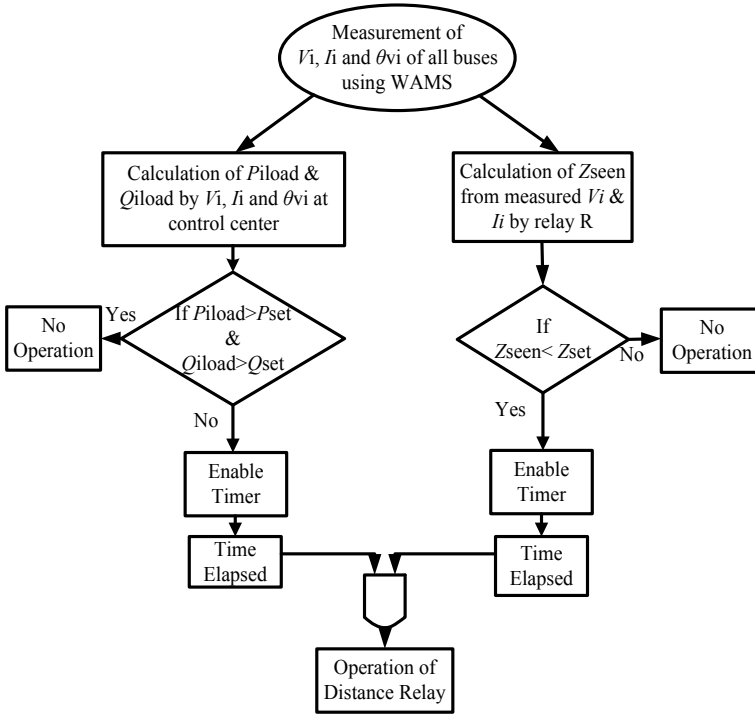 Measurement of
Vi, Ii and θvi of all buses
using WAMS
Calculation of Piload &
Qiload by Vi, Ii and θvi at
control center
Calculation of Zseen
from measured Vi &
Ii by relay R
If Piload>Pset
&
Qiload>Qset
Yes
No
Operation
No
If
Zseen< Zset
No
No
Operation
Yes
Enable
Timer
Time
Elapsed
Enable
Timer
Time
Elapsed
Operation of
Distance Relay